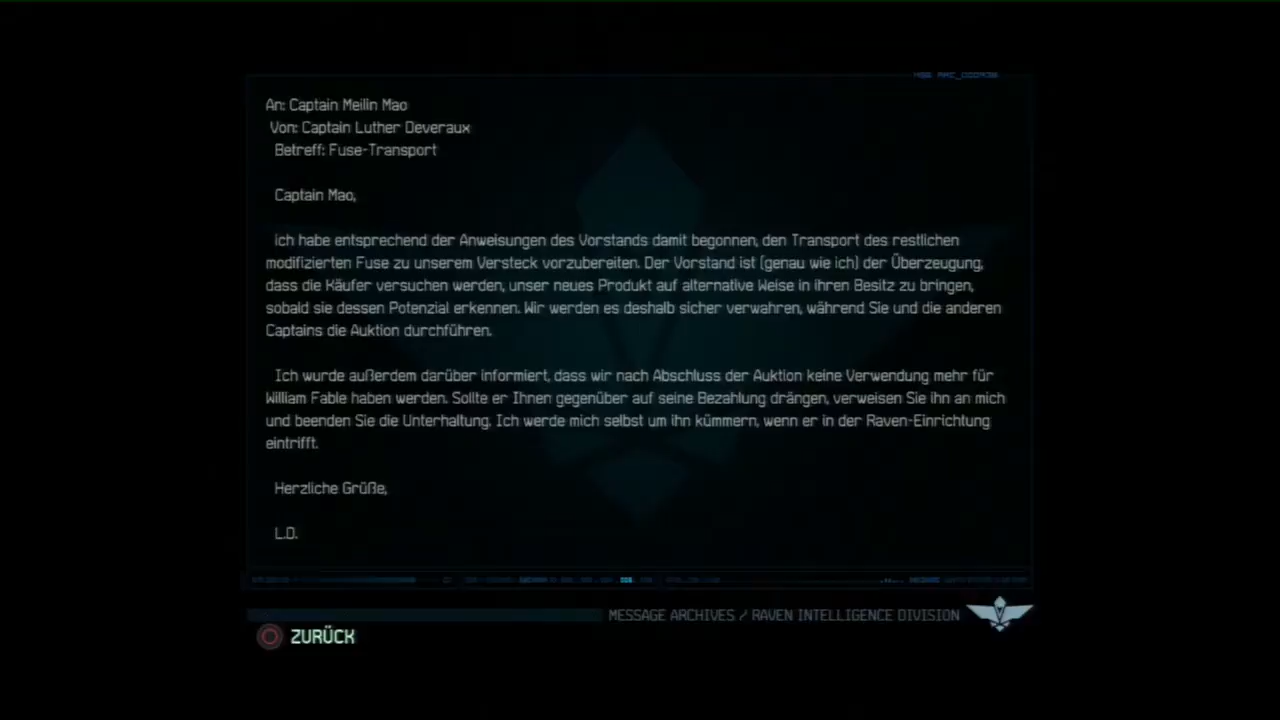 An: Captain Meilin Mao
Von: Captain Luther Deveraux
Betreff: Fuse-Transport
Captain Mao,
Ich habe entsprechend der Anweisungen des Vorstands damit begonnen, den Transport des restlichen
modifizierten Fuse zu unserem Versteck vorzubereiten. Der Vorstand ist (genau wie ich) der Überzeugung,
dass die Käufer versuchen werden, unser neues Produkt auf alternative Weise in ihren Besitz zu bringen,
sobald sie dessen Potenzial erkennen. Wir werden es deshalb sicher verwahren, während Sie und die anderen
Captains die Auktion durchführen.
Ich wurde außerdem darüber informiert, dass wir nach Abschluss der Auktion keine Verwendung mehr für
William Fable haben werden. Sollte er Ihnen gegenüber auf seine Bezahlung drängen, verweisen Sie ihn an mich
und beenden Sie die Unterhaltung. Ich werde mich selbst um ihn kümmern, wenn er in der Raven-Einrichtung
eintrifft.
Herzliche Grüße,
L.D.
MESSAGE ARCHIVES / RAVEN INTELLIGENCE DIVISION
ZURÜCK